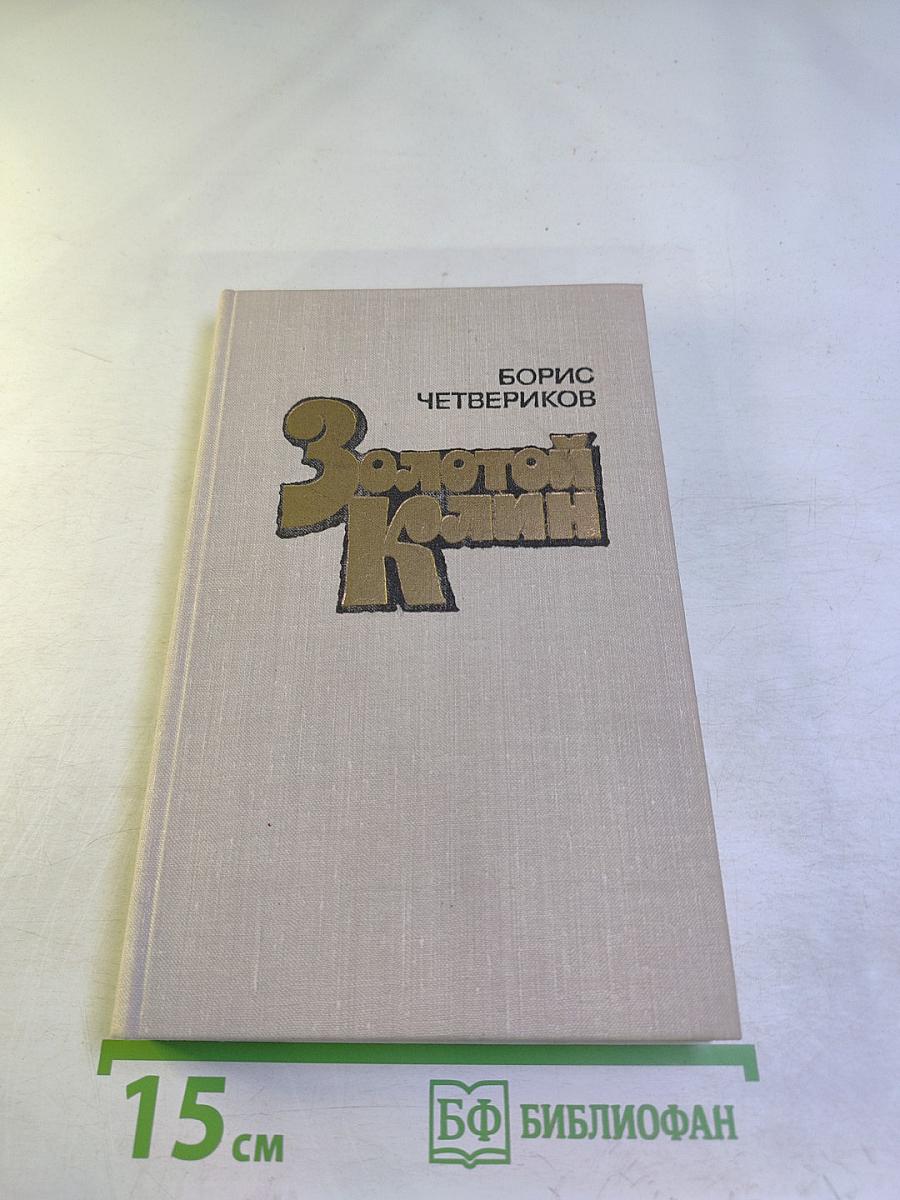 БОРИС
ЧЕТВЕРИКОВ
Золотой
Клин
15 см
БФ БИБЛИОФАН